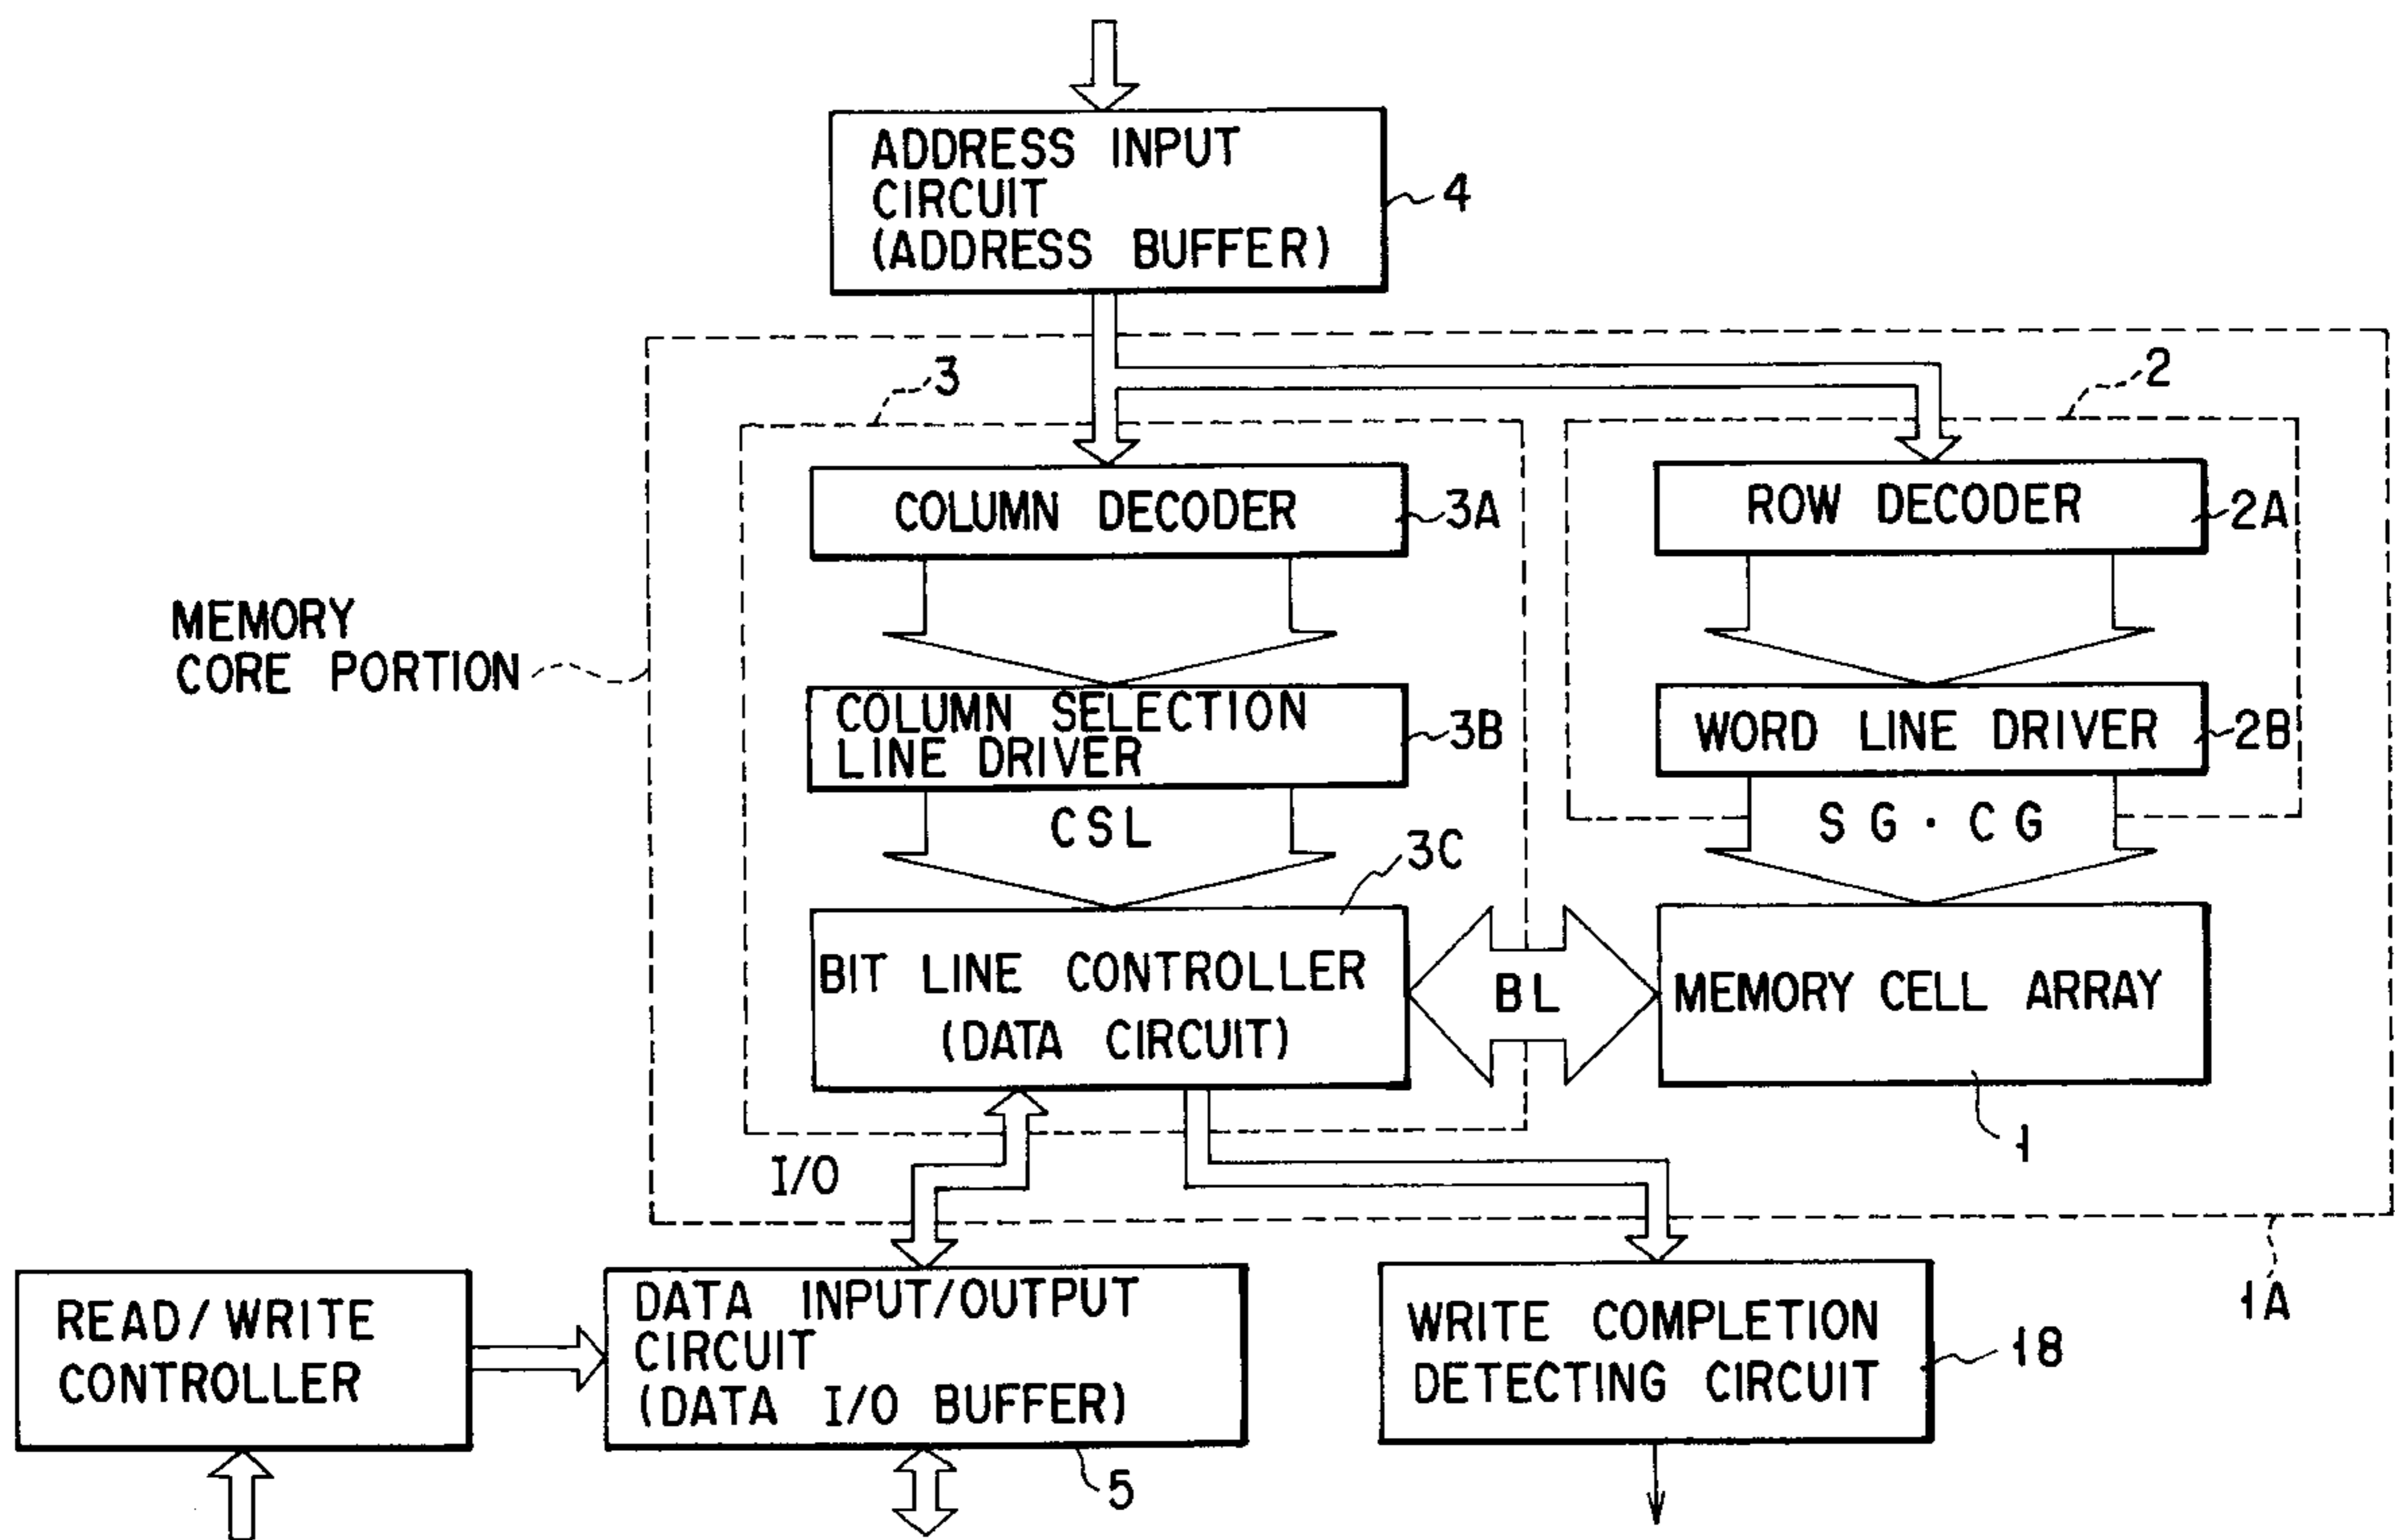 ADDRESS INPUT
CIRCUIT
(ADDRESS BUFFER)
4
3
2
COLUMN DECODER
3A
ROW DECODER
2A
MEMORY
CORE PORTION
COLUMN SELECTION
LINE DRIVER
3B
WORD LINE DRIVER
2B
CSL
SG・CG
3C
BIT LINE CONTROLLER
(DATA CIRCUIT)
BL
MEMORY CELL ARRAY
1
I/O
1A
READ/WRITE
CONTROLLER
DATA INPUT/OUTPUT
CIRCUIT
(DATA I/O BUFFER)
5
WRITE COMPLETION
DETECTING CIRCUIT
18